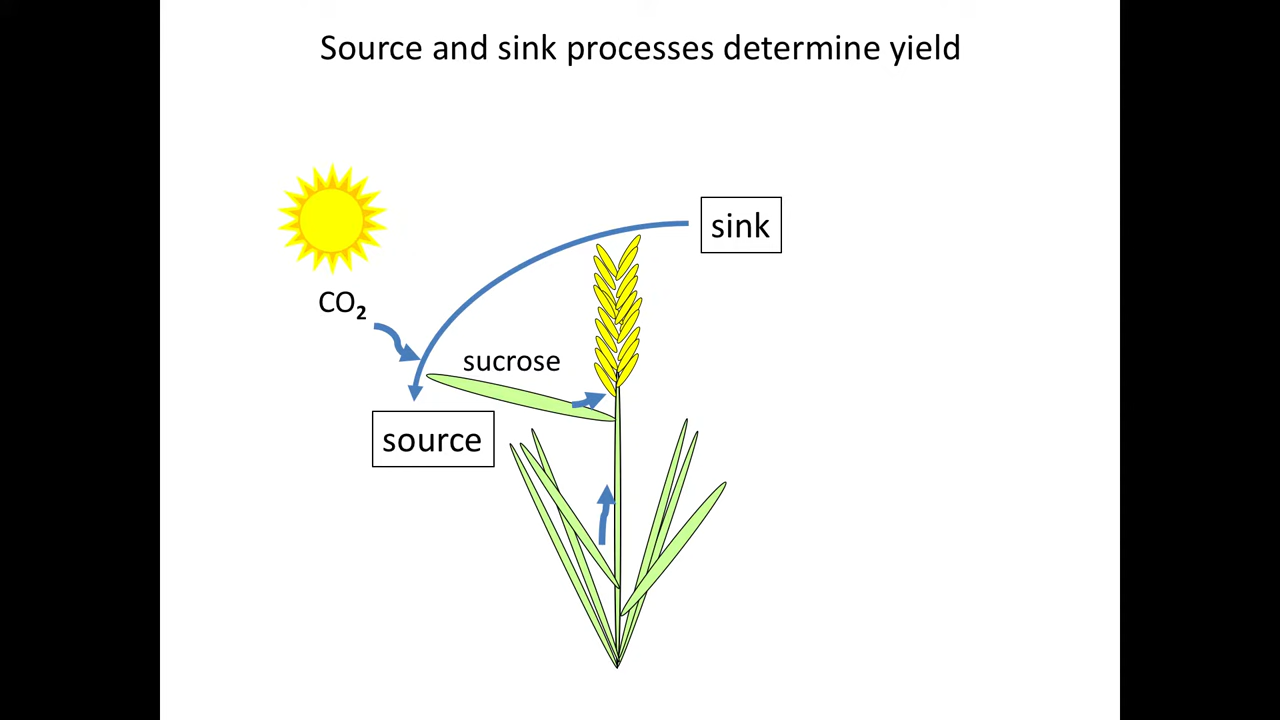 Source and sink processes determine yield
sink
CO₂
sucrose
source